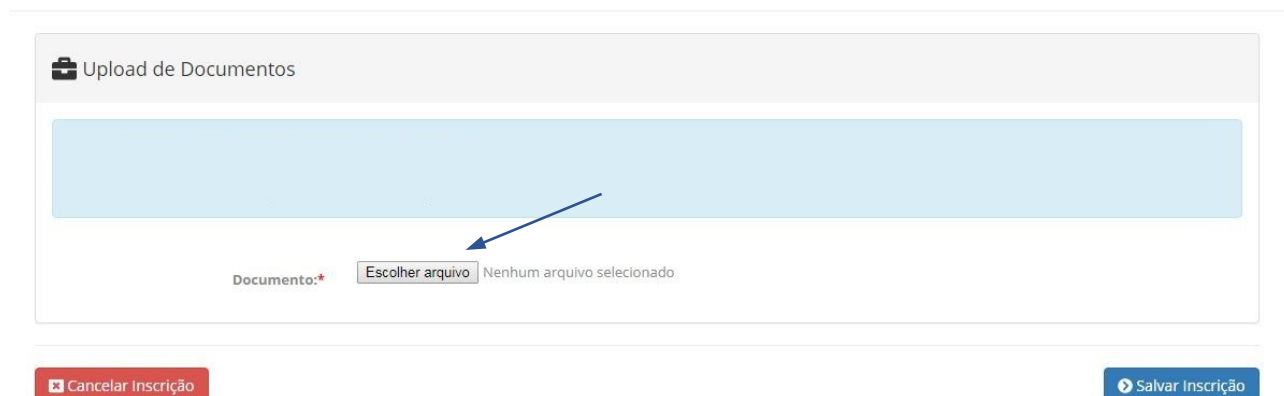 Upload de Documentos
Documento:* Escolher arquivo Nenhum arquivo selecionado
Cancelar Inscrição Salvar Inscrição